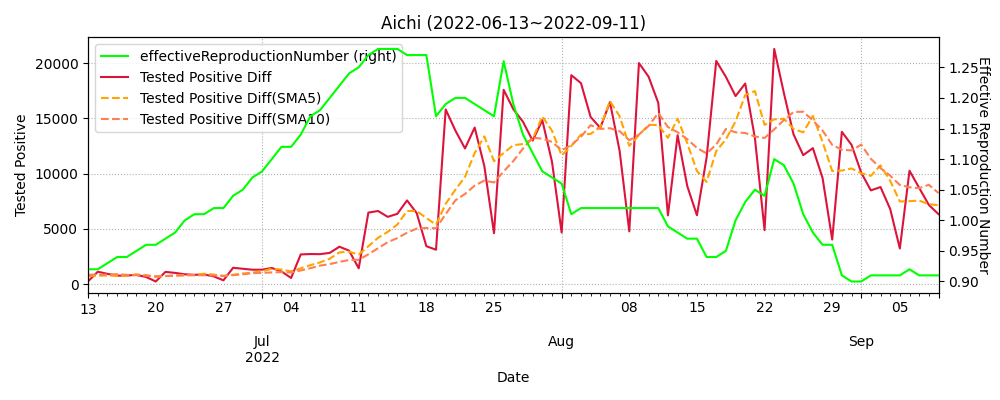 Aichi (2022-06-13~2022-09-11)
effectiveReproductionNumber (right)
Tested Positive Diff
Tested Positive Diff(SMA5)
Tested Positive Diff(SMA10)
Tested Positive
20000
15000
10000
5000
0
Effective Reproduction Number
1.25
1.20
1.15
1.10
1.05
1.00
0.95
0.90
13 20 27 04 11 18 25 08 15 22 29 05
Jul Aug Sep
2022
Date